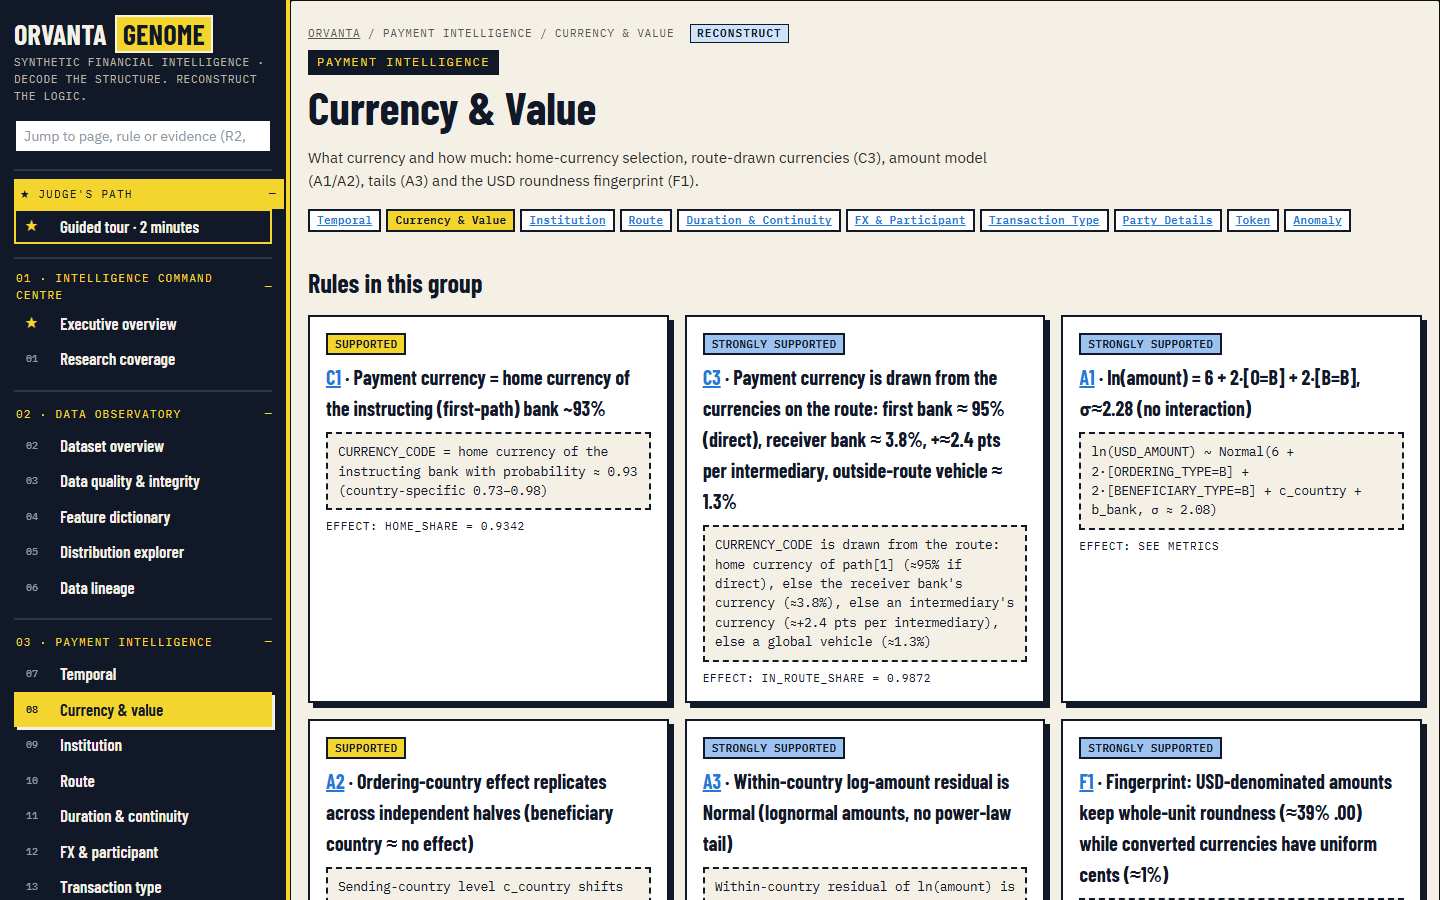 ORVANTA GENOME
SYNTHETIC FINANCIAL INTELLIGENCE ·
DECODE THE STRUCTURE. RECONSTRUCT
THE LOGIC.
Jump to page, rule or evidence (R2,
★ JUDGE'S PATH –
★ Guided tour · 2 minutes
01 · INTELLIGENCE COMMAND
CENTRE –
★ Executive overview
01 Research coverage
02 · DATA OBSERVATORY –
02 Dataset overview
03 Data quality & integrity
04 Feature dictionary
05 Distribution explorer
06 Data lineage
03 · PAYMENT INTELLIGENCE –
07 Temporal
08 Currency & value
09 Institution
10 Route
11 Duration & continuity
12 FX & participant
13 Transaction type
ORVANTA / PAYMENT INTELLIGENCE / CURRENCY & VALUE RECONSTRUCT
PAYMENT INTELLIGENCE
Currency & Value
What currency and how much: home-currency selection, route-drawn currencies (C3), amount model
(A1/A2), tails (A3) and the USD roundness fingerprint (F1).
Temporal Currency & Value Institution Route Duration & Continuity FX & Participant Transaction Type Party Details Token Anomaly
Rules in this group
SUPPORTED
C1 · Payment currency = home currency of
the instructing (first-path) bank ~93%
CURRENCY_CODE = home currency of the
instructing bank with probability ≈ 0.93
(country-specific 0.73–0.98)
EFFECT: HOME_SHARE = 0.9342
STRONGLY SUPPORTED
C3 · Payment currency is drawn from the
currencies on the route: first bank ≈ 95%
(direct), receiver bank ≈ 3.8%, +≈2.4 pts
per intermediary, outside-route vehicle ≈
1.3%
CURRENCY_CODE is drawn from the route:
home currency of path[1] (≈95% if
direct), else the receiver bank's
currency (≈3.8%), else an intermediary's
currency (≈+2.4 pts per intermediary),
else a global vehicle (≈1.3%)
EFFECT: IN_ROUTE_SHARE = 0.9872
STRONGLY SUPPORTED
A1 · ln(amount) = 6 + 2·[O=B] + 2·[B=B],
σ≈2.28 (no interaction)
ln(USD_AMOUNT) ~ Normal(6 +
2·[ORDERING_TYPE=B] +
2·[BENEFICIARY_TYPE=B] + c_country +
b_bank, σ ≈ 2.08)
EFFECT: SEE METRICS
SUPPORTED
A2 · Ordering-country effect replicates
across independent halves (beneficiary
country ≈ no effect)
Sending-country level c_country shifts
STRONGLY SUPPORTED
A3 · Within-country log-amount residual is
Normal (lognormal amounts, no power-law
tail)
Within-country residual of ln(amount) is
STRONGLY SUPPORTED
F1 · Fingerprint: USD-denominated amounts
keep whole-unit roundness (≈39% .00)
while converted currencies have uniform
cents (≈1%)